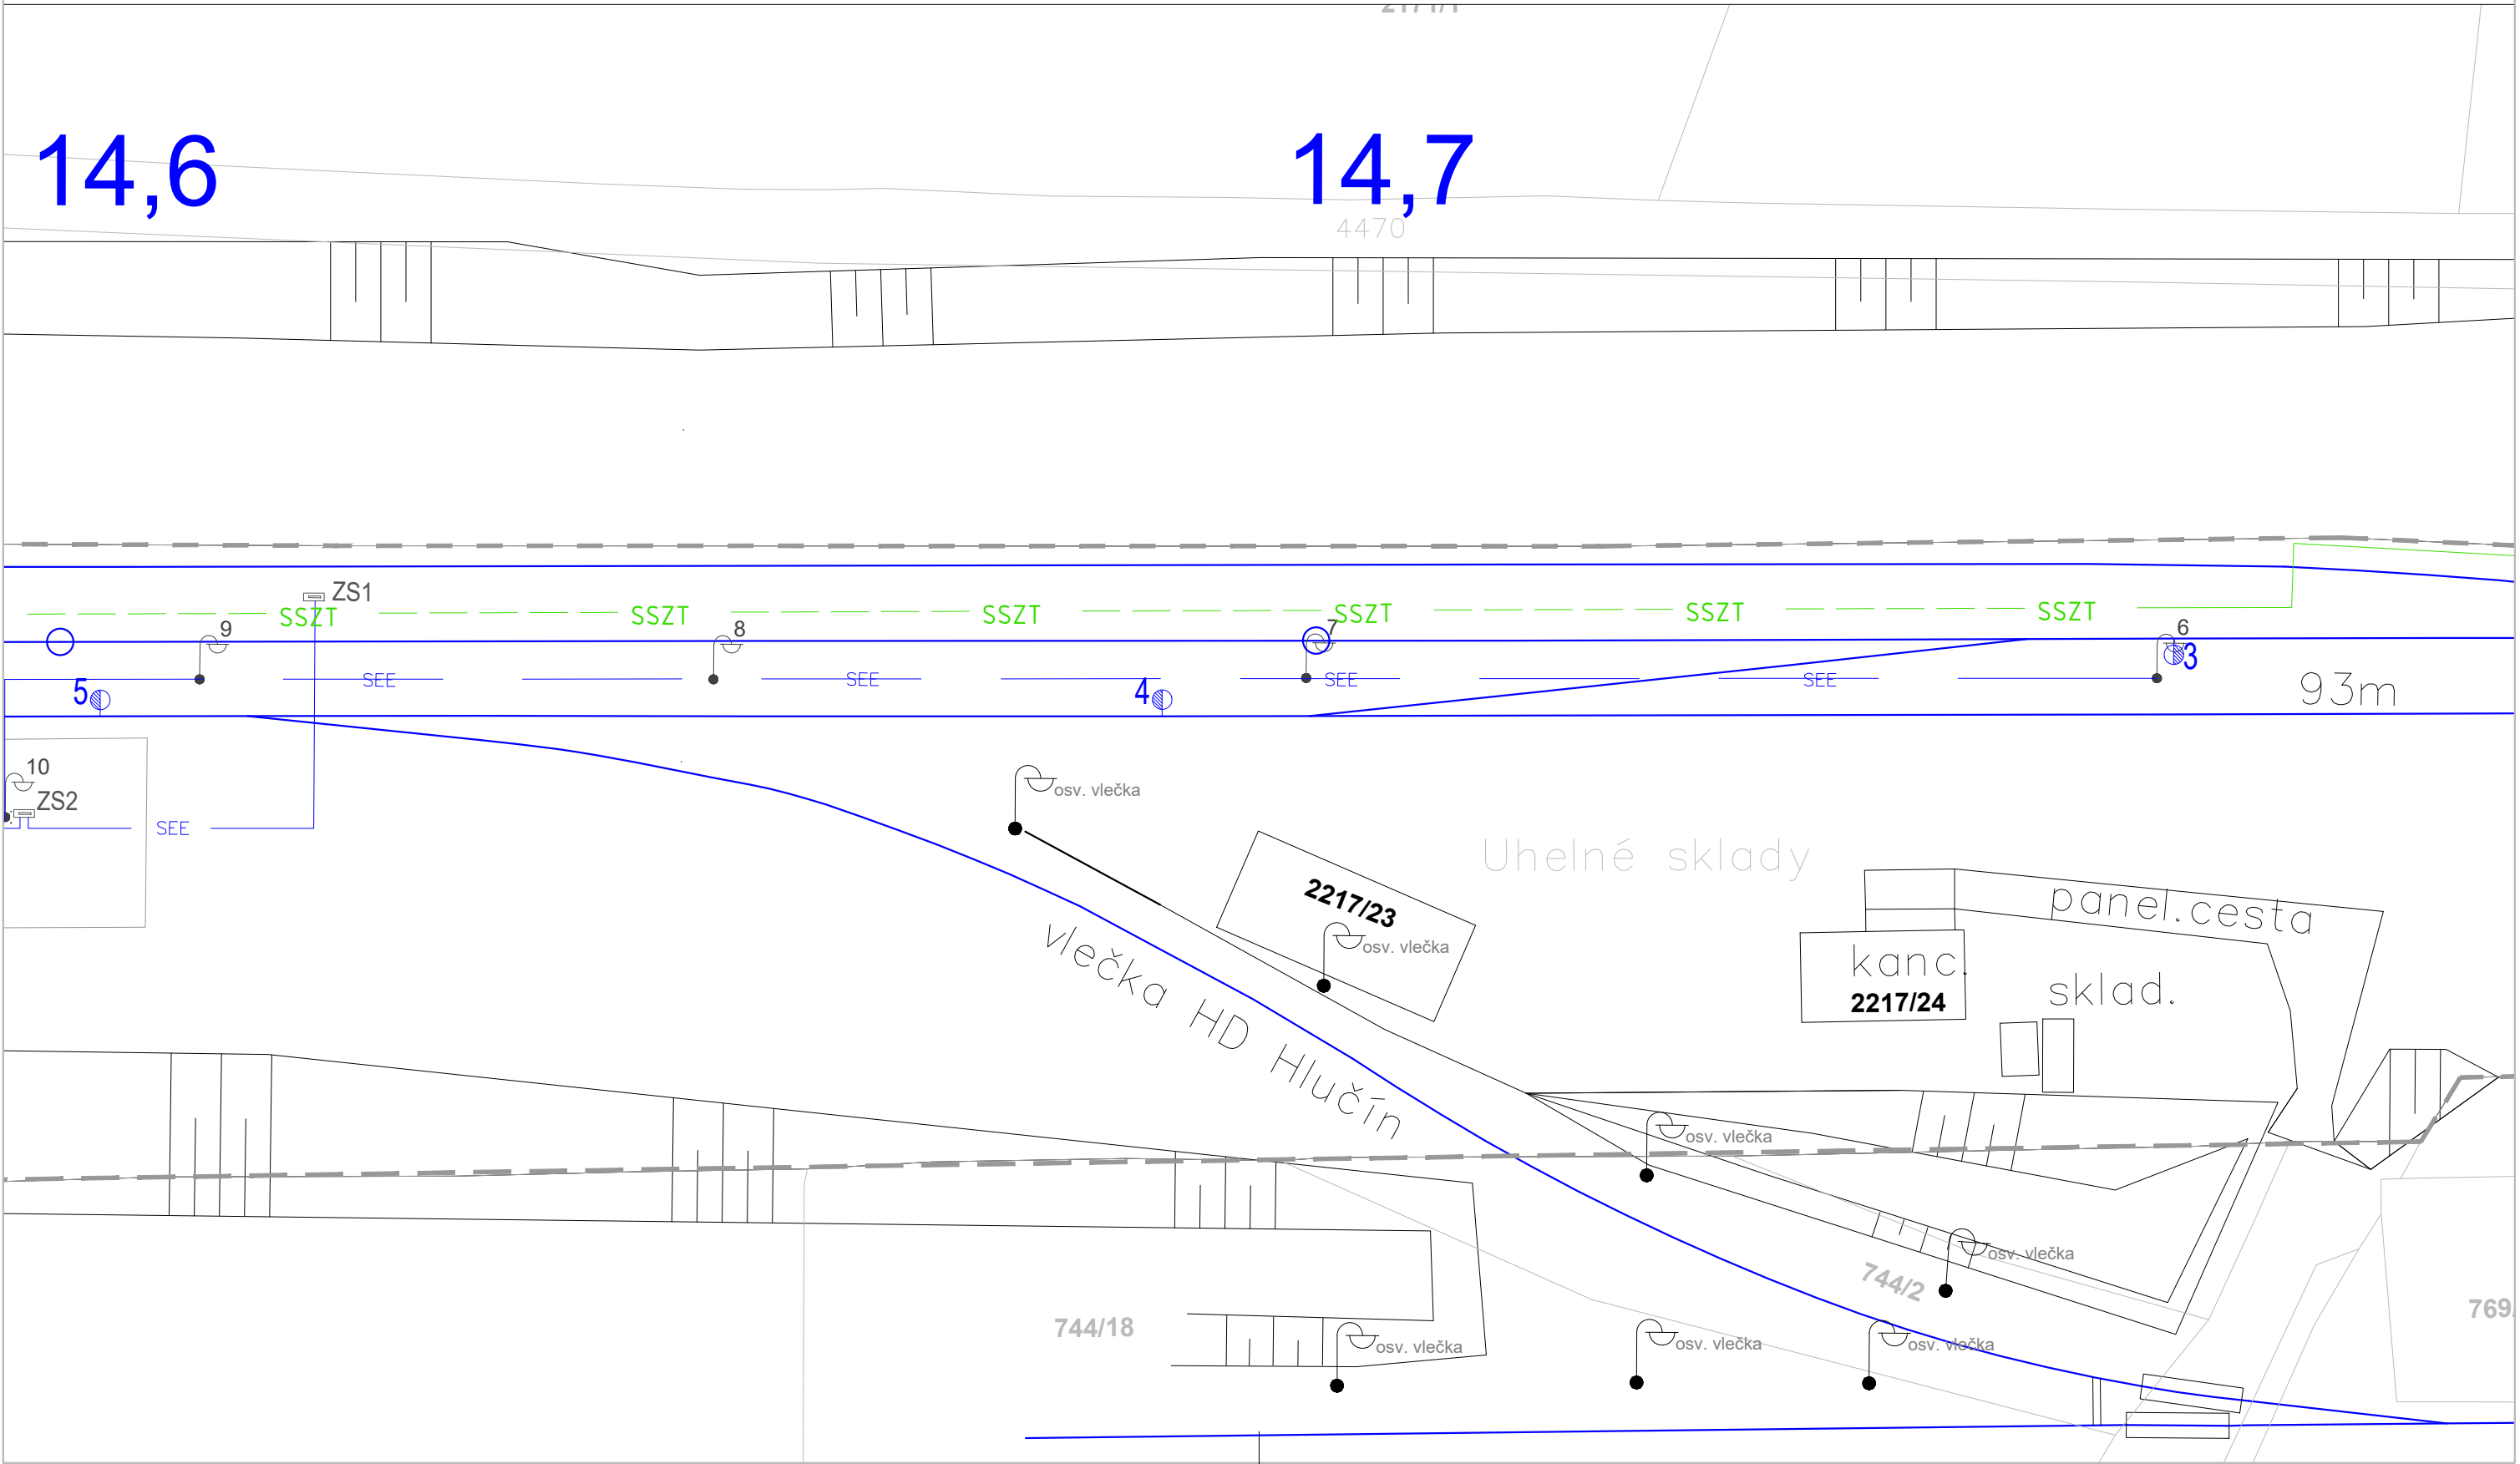 14,6
14,7
4470
ZS1
SSZT
SSZT
SSZT
SSZT
SSZT
SSZT
9
8
7
6
3
SEE
SEE
SEE
SEE
5
4
93m
10
ZS2
SEE
osv. vlečka
Uhelné sklady
2217/23
osv. vlečka
panel.cesta
kanc.
2217/24
sklad.
vlečka HD Hlučín
osv. vlečka
osv. vlečka
744/2
744/18
osv. vlečka
osv. vlečka
osv. vlečka
769